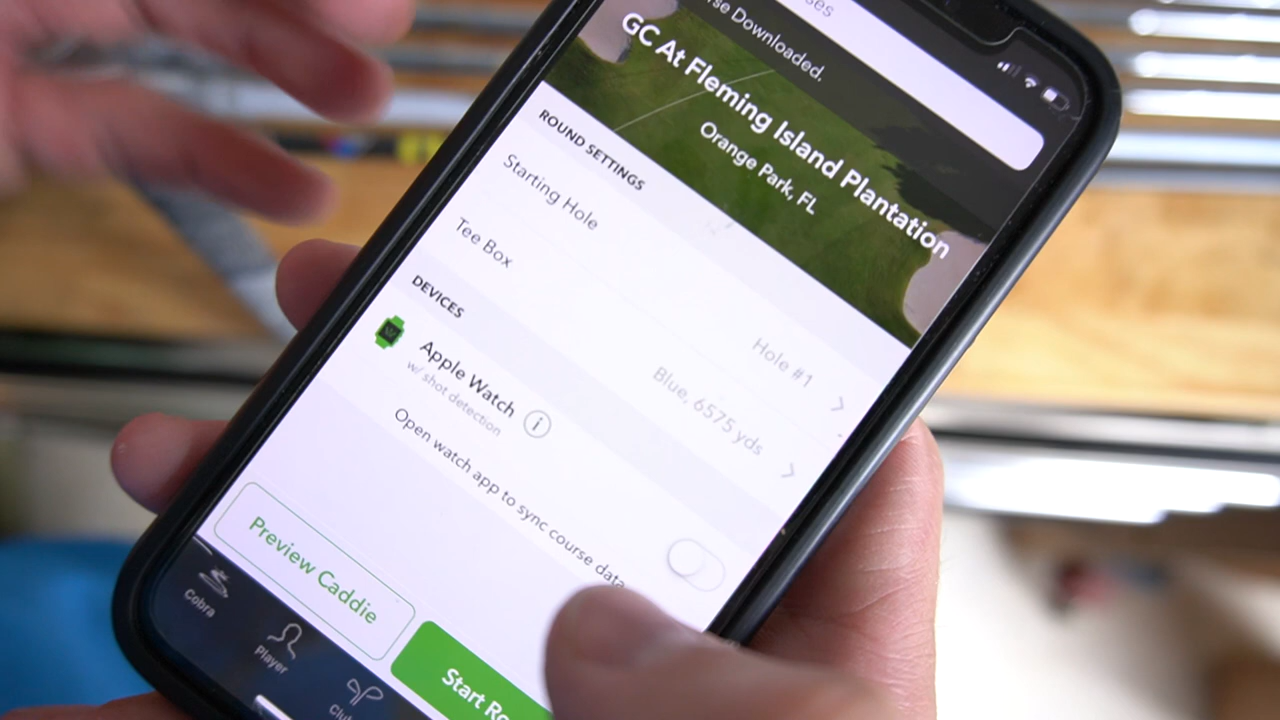 rse Downloaded.
GC At Fleming Island Plantation
Orange Park, FL
ROUND SETTINGS
Starting Hole
Hole #1
Tee Box
Blue, 6575 yds
DEVICES
Apple Watch
w/ shot detection
Open watch app to sync course data
Preview Caddie
Start Ro
Cobra
Player
Clu